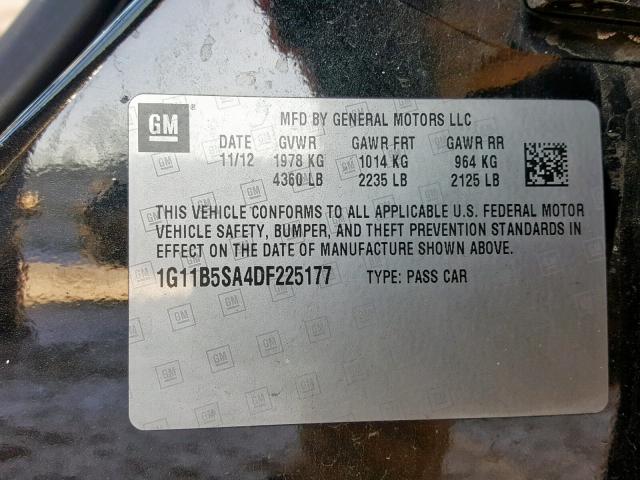 GM
MFD BY GENERAL MOTORS LLC
DATE GVWR GAWR FRT GAWR RR
11/12 1978 KG 1014 KG 964 KG
4360 LB 2235 LB 2125 LB
THIS VEHICLE CONFORMS TO ALL APPLICABLE U.S. FEDERAL MOTOR
VEHICLE SAFETY, BUMPER, AND THEFT PREVENTION STANDARDS IN
EFFECT ON THE DATE OF MANUFACTURE SHOWN ABOVE.
1G11B5SA4DF225177 TYPE: PASS CAR